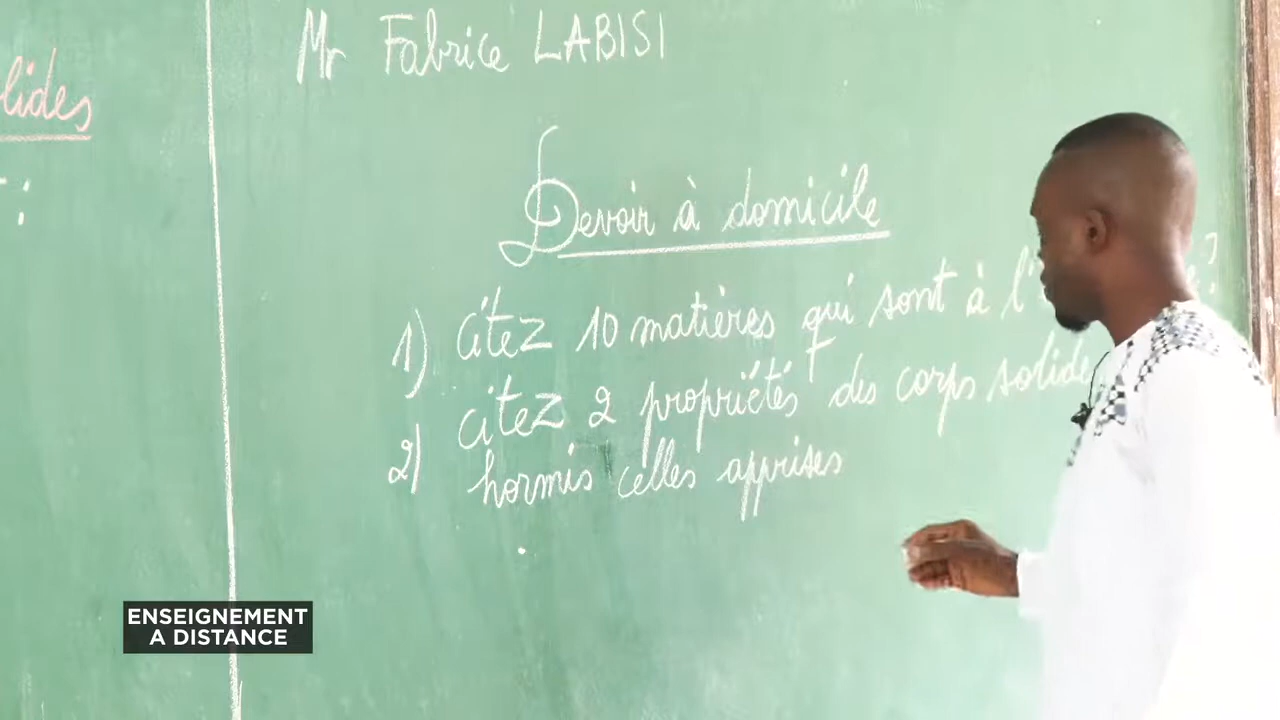 lides
:
Mr Fabrice LABISI
Devoir à domicile
1) Citez 10 matières qui sont à l' ?
2) Citez 2 propriétés des corps solide
hormis celles apprises
ENSEIGNEMENT
A DISTANCE